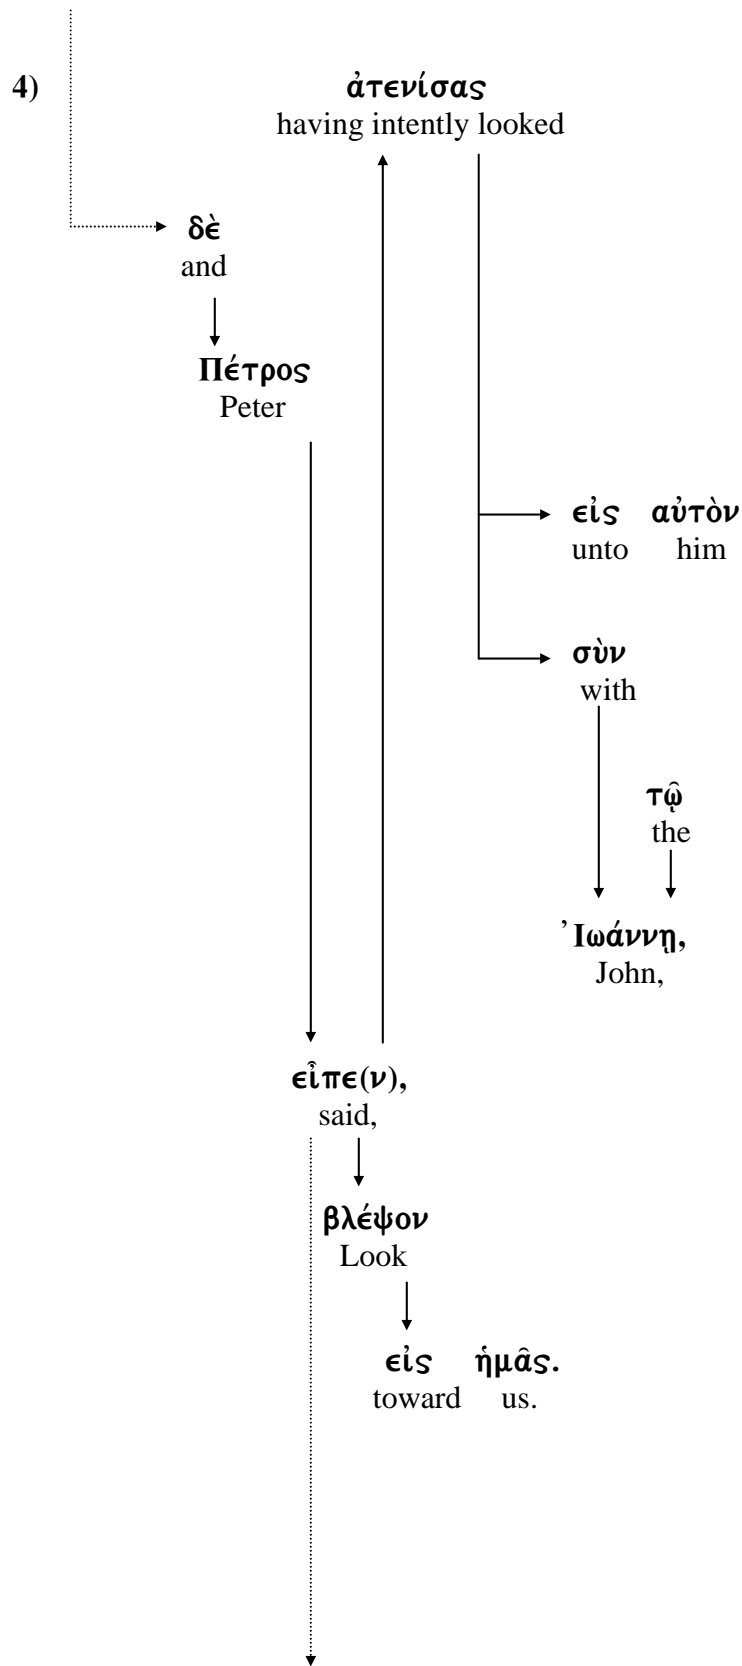 4) ἀτενίσας
having intently looked
δὲ
and
Πέτρος
Peter
εἰς αὐτὸν
unto him
σὺν
with
τῷ
the
Ἰωάννῃ,
John,
εἶπε(ν),
said,
βλέψον
Look
εἰς ἡμᾶς.
toward us.